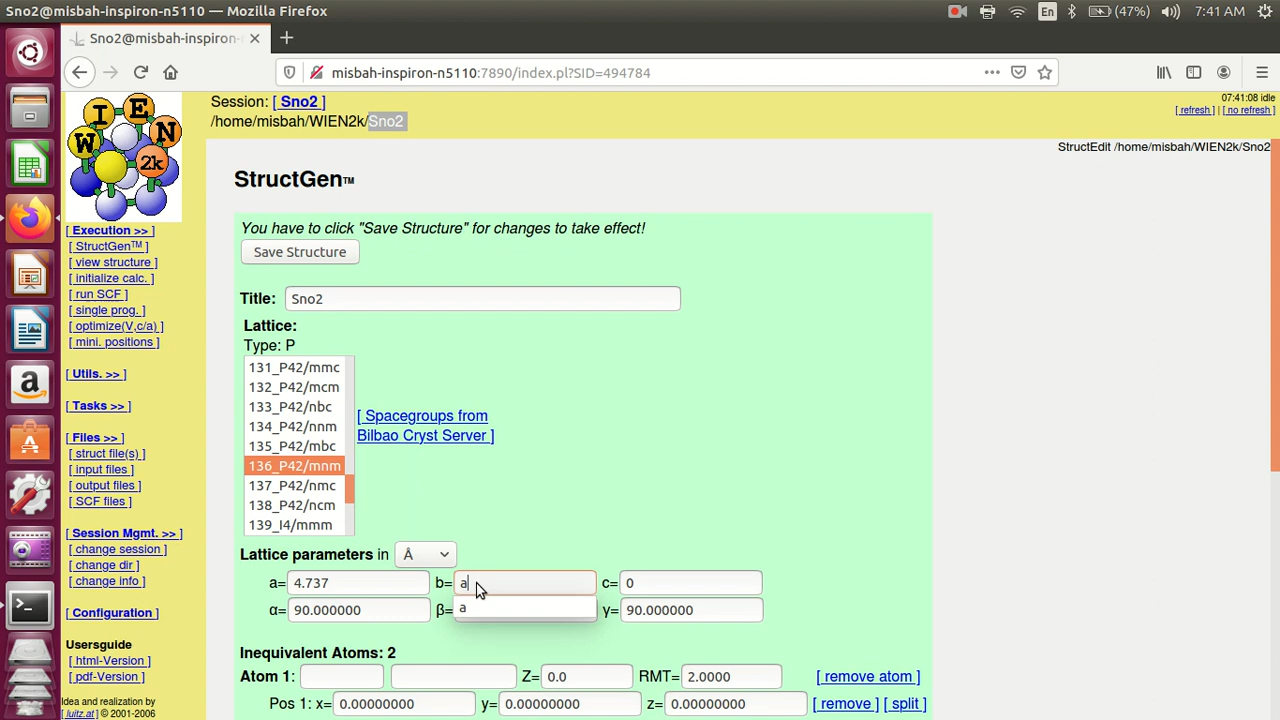 Sno2@misbah-inspiron-n5110 — Mozilla Firefox
En
(47%)
7:41 AM
Sno2@misbah-inspiron-
misbah-inspiron-n5110:7890/index.pl?SID=494784
W I E N 2k
Session: [ Sno2 ]
/home/misbah/WIEN2k/Sno2
07:41:08 idle
[ refresh ] | [ no refresh ]
StructEdit /home/misbah/WIEN2k/Sno2
[ Execution >> ]
[ StructGen™ ]
[ view structure ]
[ initialize calc. ]
[ run SCF ]
[ single prog. ]
[ optimize(V,c/a) ]
[ mini. positions ]
[ Utils. >> ]
[ Tasks >> ]
[ Files >> ]
[ struct file(s) ]
[ input files ]
[ output files ]
[ SCF files ]
[ Session Mgmt. >> ]
[ change session ]
[ change dir ]
[ change info ]
[ Configuration ]
Usersguide
[ html-Version ]
[ pdf-Version ]
Idea and realization by
[ luitz.at ] © 2001-2006
StructGen™
You have to click "Save Structure" for changes to take effect!
Save Structure
Title: Sno2
Lattice:
Type: P
131_P42/mmc
132_P42/mcm
133_P42/nbc
134_P42/nnm
135_P42/mbc
136_P42/mnm
137_P42/nmc
138_P42/ncm
139_I4/mmm
[ Spacegroups from
Bilbao Cryst Server ]
Lattice parameters in Å
a= 4.737 b= a c= 0
a
α= 90.000000 β= γ= 90.000000
Inequivalent Atoms: 2
Atom 1: Z= 0.0 RMT= 2.0000 [ remove atom ]
Pos 1: x= 0.00000000 y= 0.00000000 z= 0.00000000 [ remove ] [ split ]